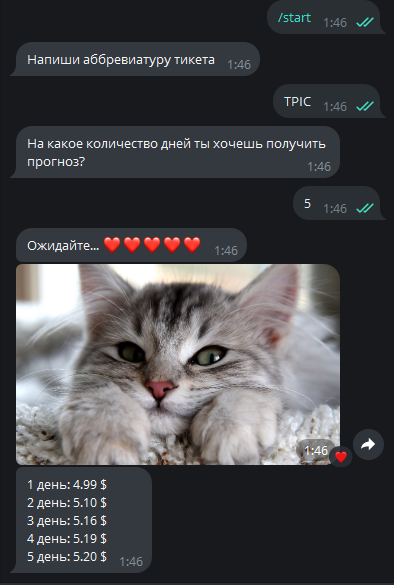 /start 1:46
Напиши аббревиатуру тикета 1:46
TPIC 1:46
На какое количество дней ты хочешь получить
прогноз? 1:46
5 1:46
Ожидайте... ❤️❤️❤️❤️❤️ 1:46
1:46
1 день: 4.99 $
2 день: 5.10 $
3 день: 5.16 $
4 день: 5.19 $
5 день: 5.20 $ 1:46